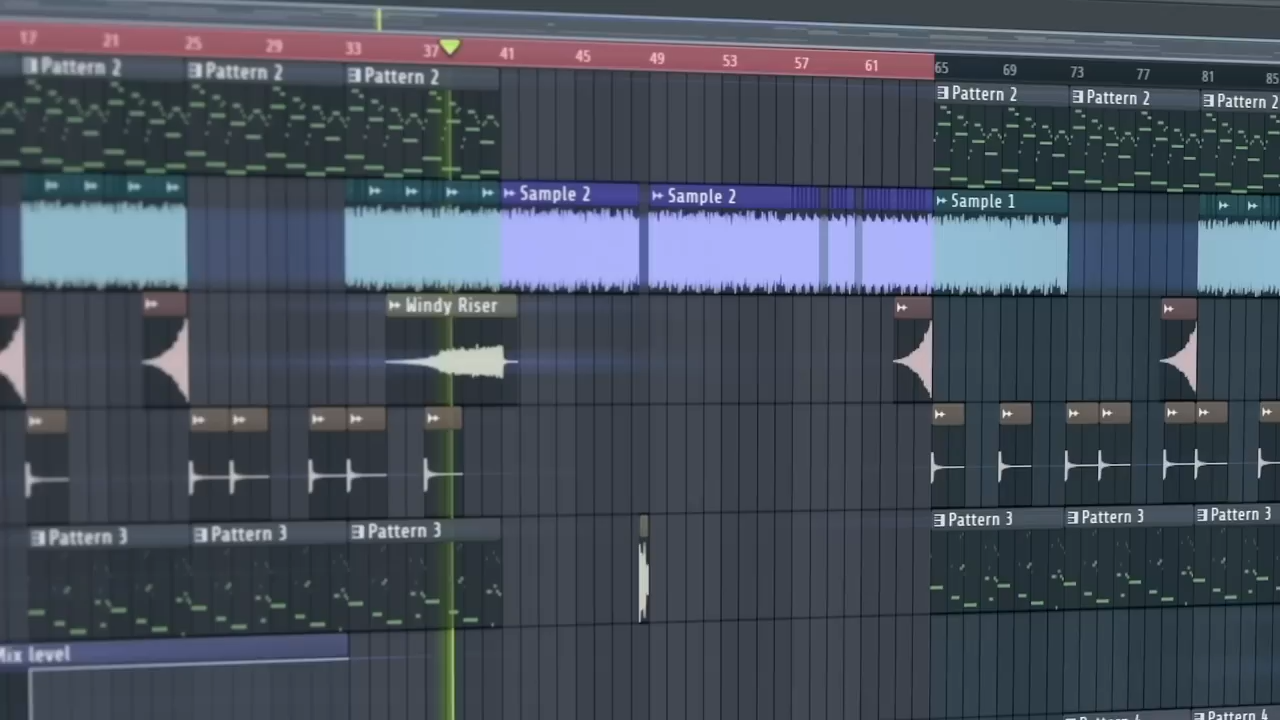 17 21 25 29 33 37 41 45 49 53 57 61 65 69 73 77 81 85
Pattern 2 Pattern 2 Pattern 2 Pattern 2 Pattern 2 Pattern 2
Sample 2 Sample 2 Sample 1
Windy Riser
Pattern 3 Pattern 3 Pattern 3 Pattern 3 Pattern 3 Pattern 3
Mix level
Pattern 4